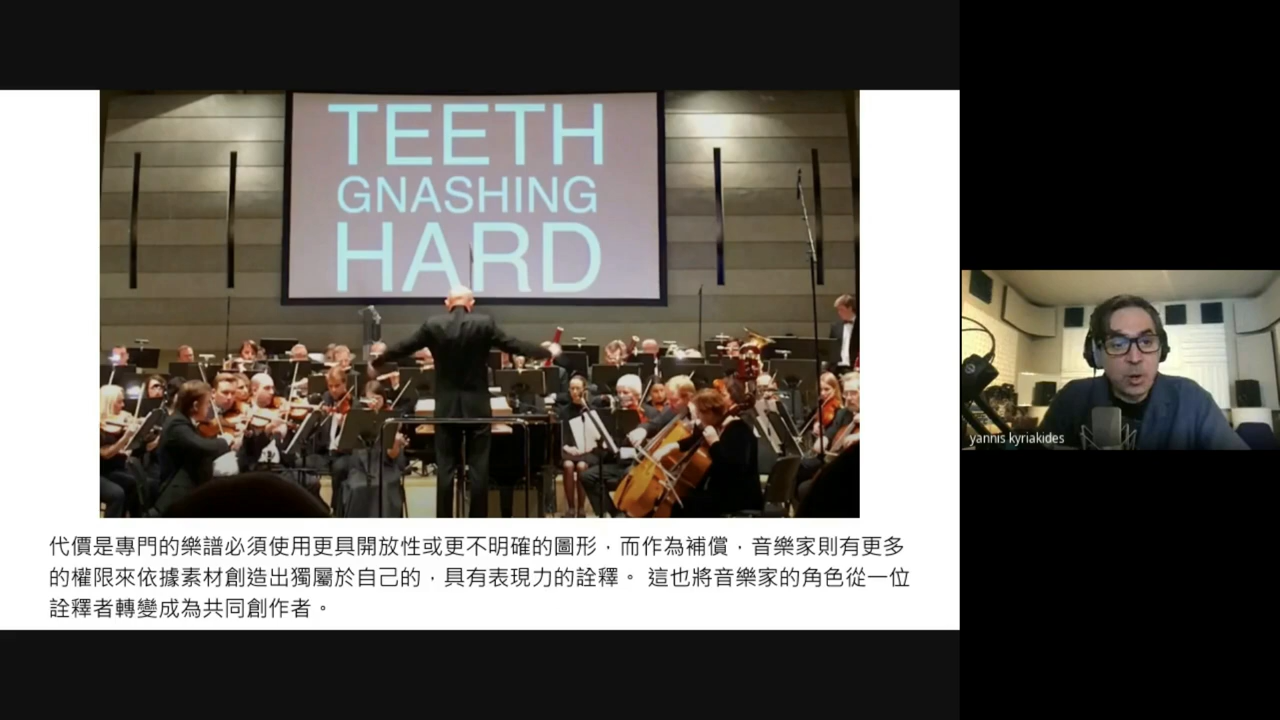 TEETH
GNASHING
HARD
代價是專門的樂譜必須使用更具開放性或更不明確的圖形，而作為補償，音樂家則有更多
的權限來依據素材創造出獨屬於自己的，具有表現力的詮釋。 這也將音樂家的角色從一位
詮釋者轉變成為共同創作者。
yannis kyriakides